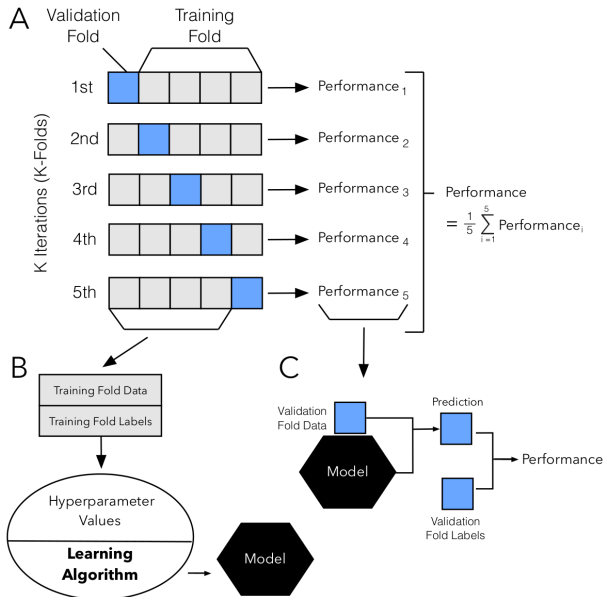 A
Validation
Fold
Training
Fold
K Iterations (K-Folds)
1st
Performance 1
2nd
Performance 2
3rd
Performance 3
4th
Performance 4
5th
Performance 5
Performance
= 1/5 5 ∑ i=1 Performance i
B
Training Fold Data
Training Fold Labels
Hyperparameter
Values
Learning
Algorithm
Model
C
Validation
Fold Data
Model
Prediction
Validation
Fold Labels
Performance